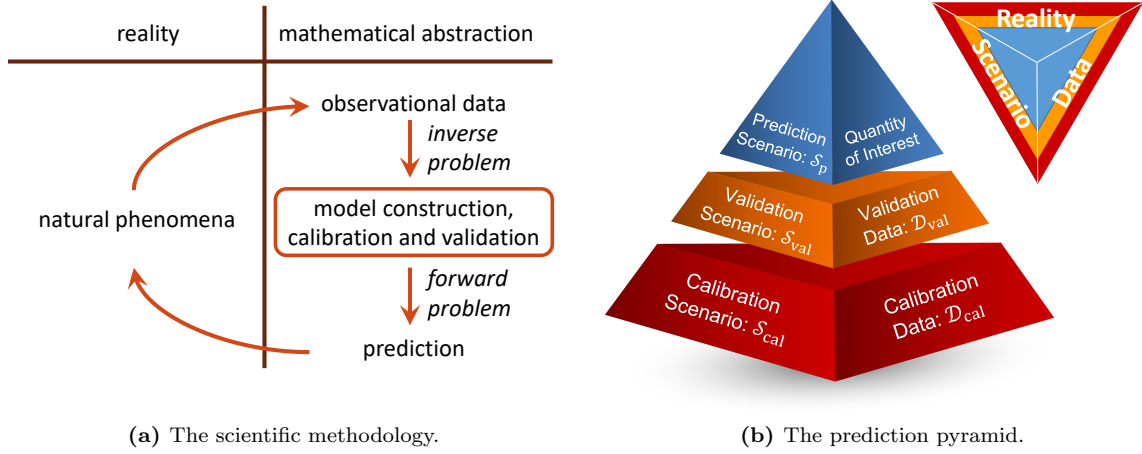 reality
mathematical abstraction
observational data
inverse
problem
natural phenomena
model construction,
calibration and validation
forward
problem
prediction
(a) The scientific methodology.
Reality
Scenario
Data
Prediction
Scenario: 𝒮p
Quantity
of Interest
Validation
Scenario: 𝒮val
Validation
Data: 𝒟val
Calibration
Scenario: 𝒮cal
Calibration
Data: 𝒟cal
(b) The prediction pyramid.